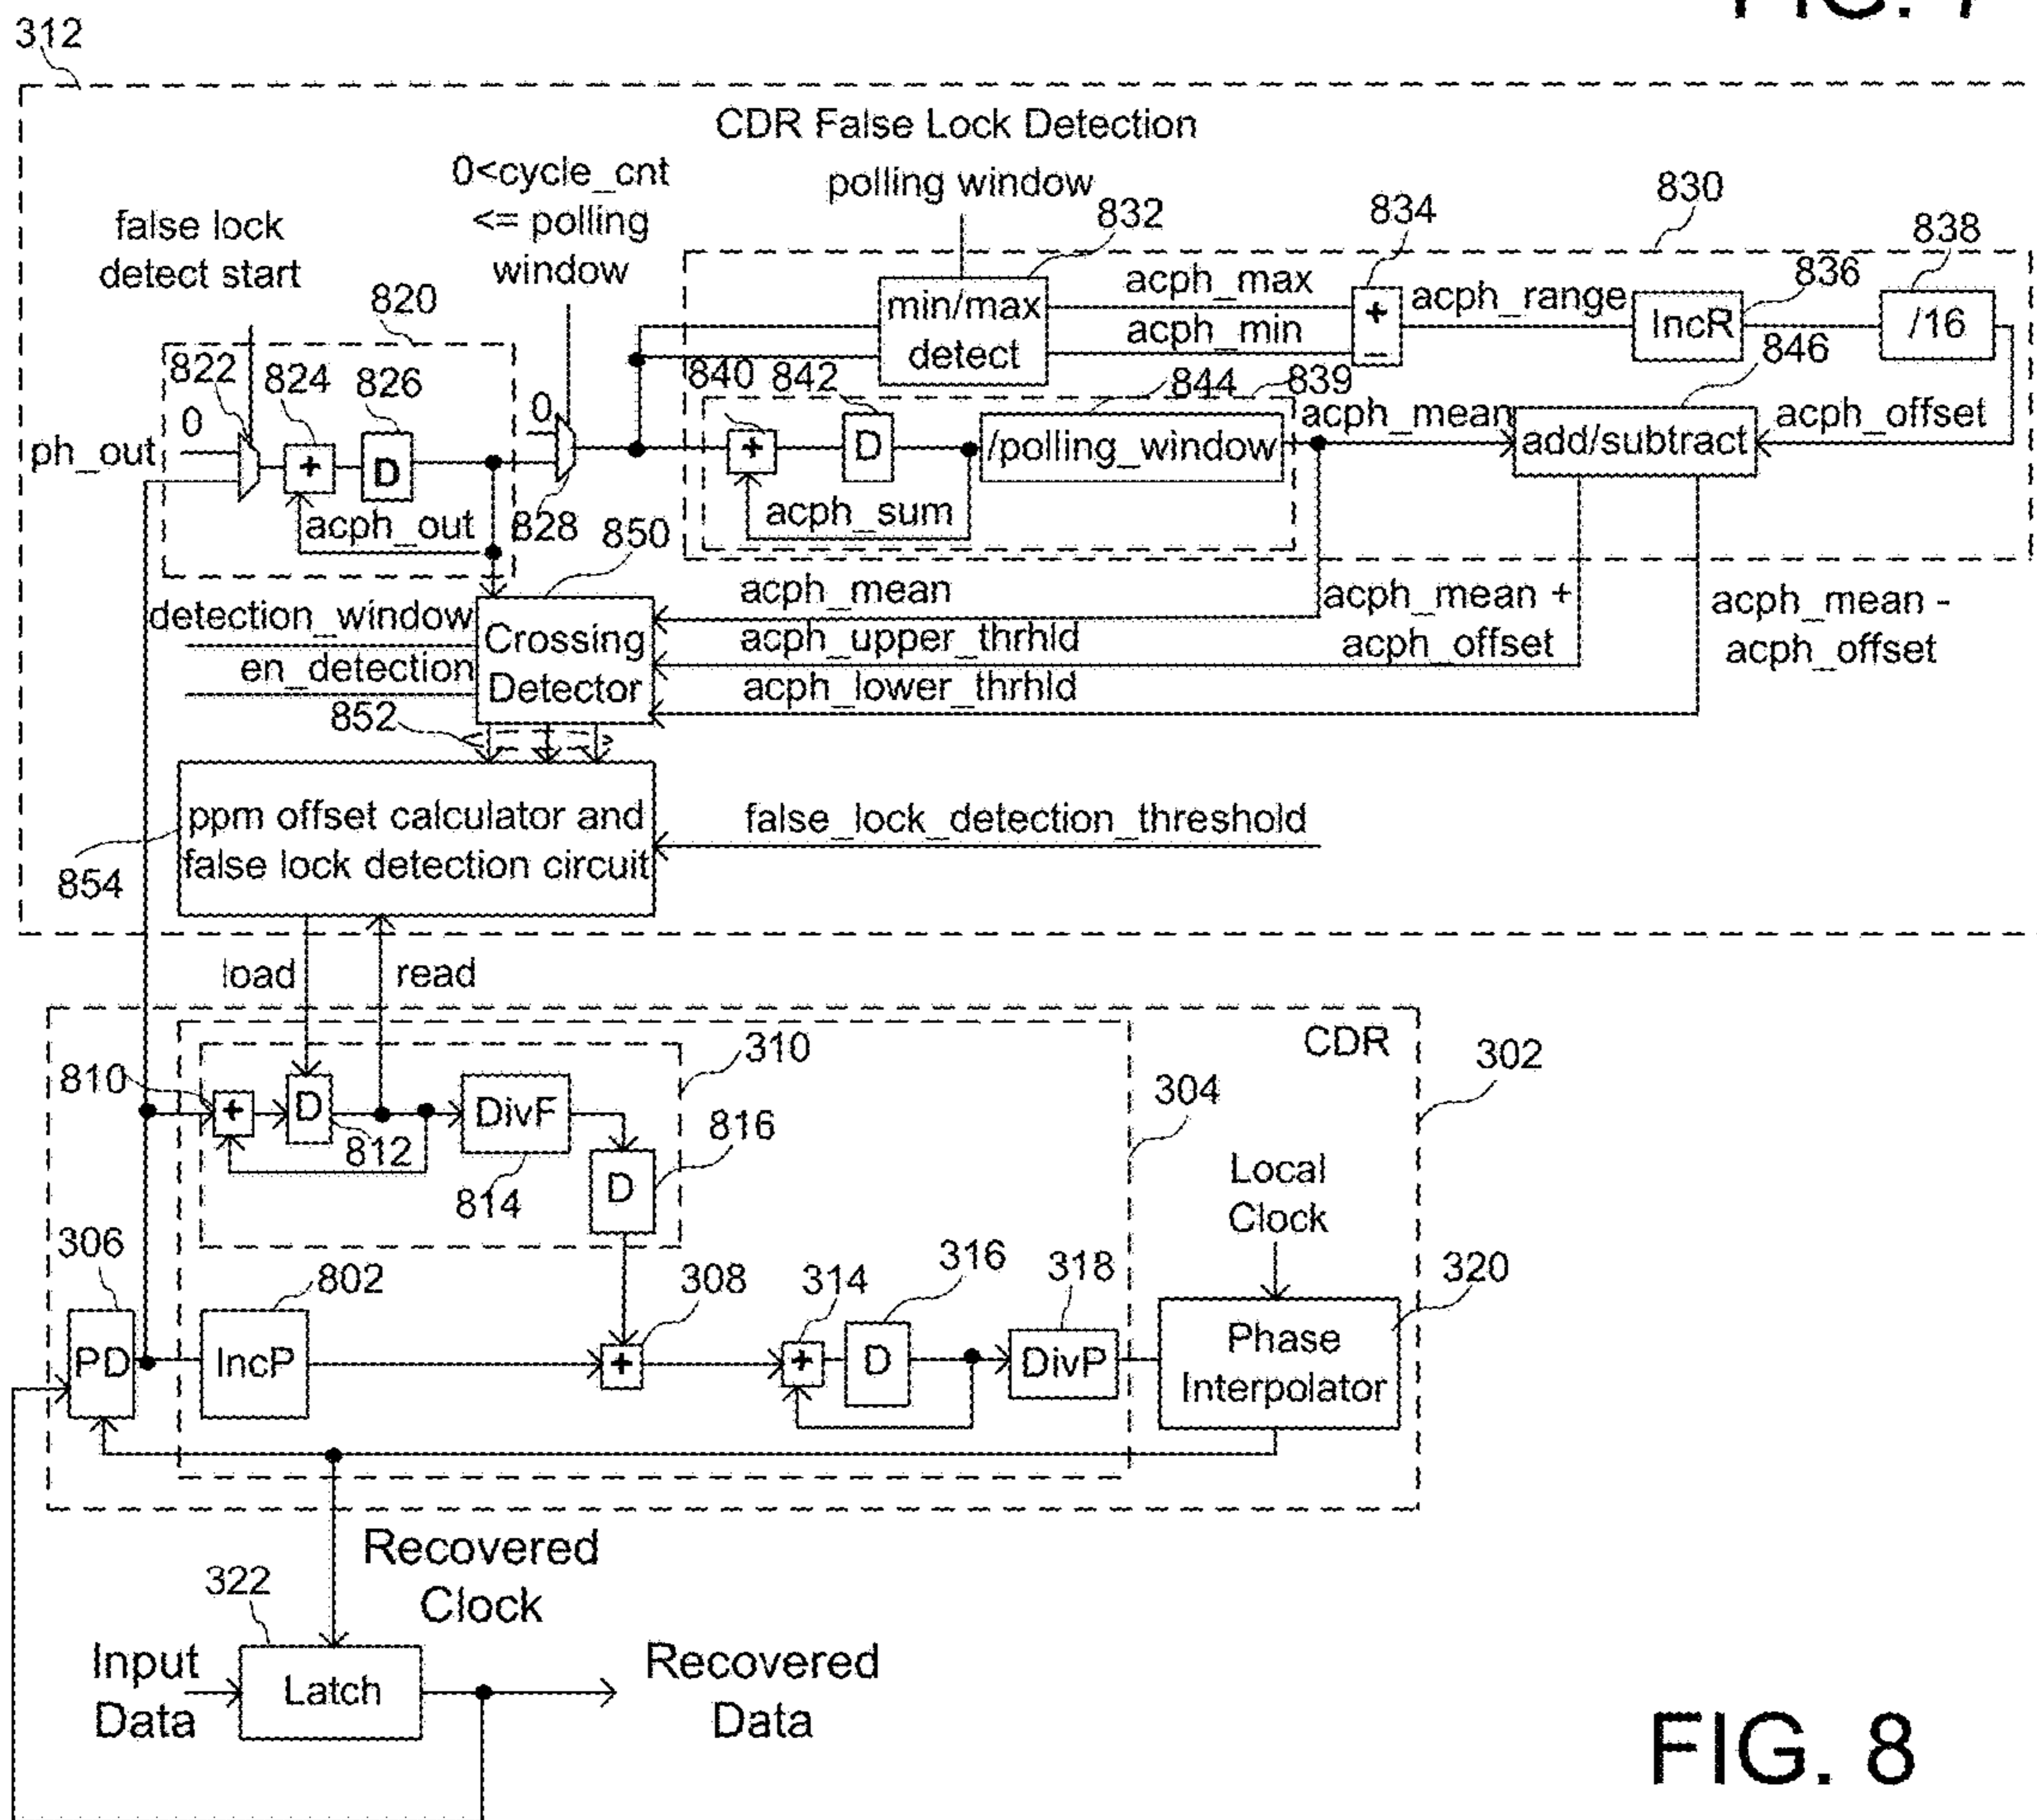 FIG. 7
312
CDR False Lock Detection
false lock
detect start
0<cycle_cnt
<= polling
window
polling window
832
834
830
838
836
820
822
824
826
0
ph_out
+
D
acph_out
0
828
min/max
detect
acph_max
acph_min
+
−
acph_range
IncR
/16
846
840
842
844
839
+
D
/polling_window
acph_sum
acph_mean
add/subtract
acph_offset
850
detection_window
en_detection
Crossing
Detector
acph_mean
acph_upper_thrhld
acph_lower_thrhld
acph_mean +
acph_offset
acph_mean -
acph_offset
852
ppm offset calculator and
false lock detection circuit
false_lock_detection_threshold
854
load
read
CDR
302
304
310
810
+
D
812
DivF
814
D
816
306
PD
802
IncP
+
308
314
+
316
D
318
DivP
Local
Clock
320
Phase
Interpolator
Recovered
Clock
322
Input
Data
Latch
Recovered
Data
FIG. 8